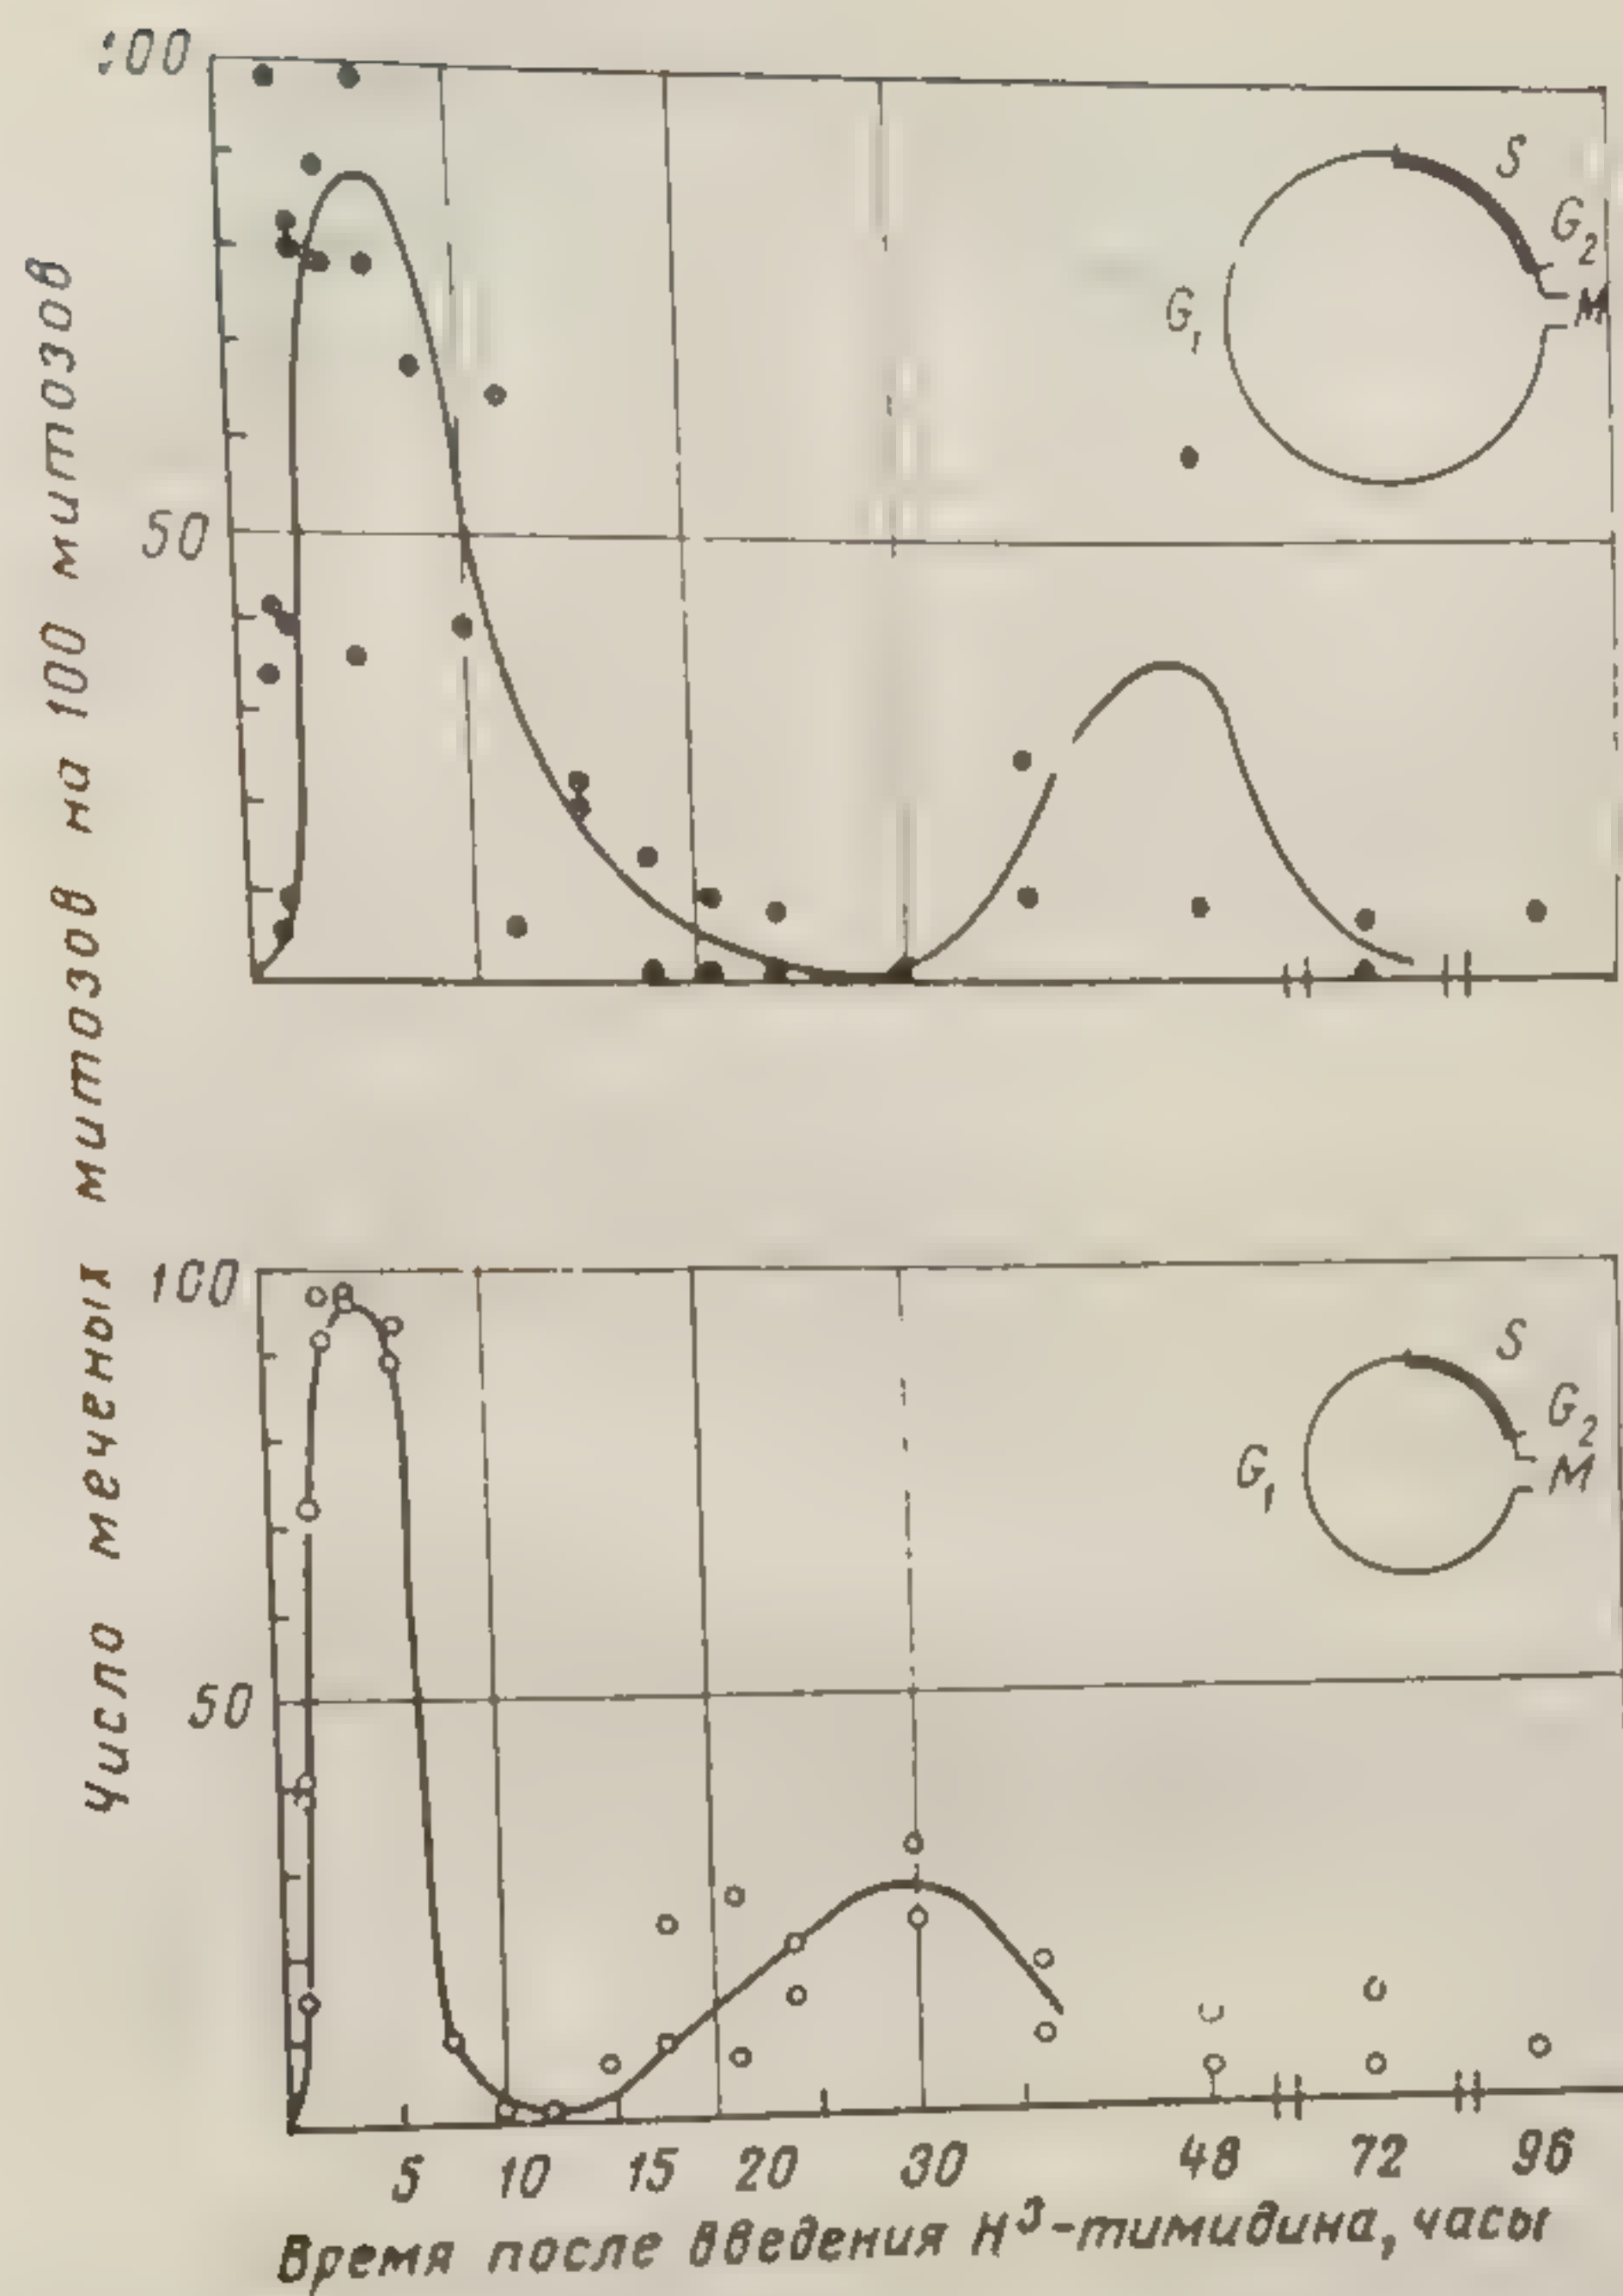 Число меченых митозов на 100 митозов
100
50
S
G2
M
G1
100
50
S
G2
M
G1
5 10 15 20 30 48 72 96
Время после введения H³-тимидина, часы